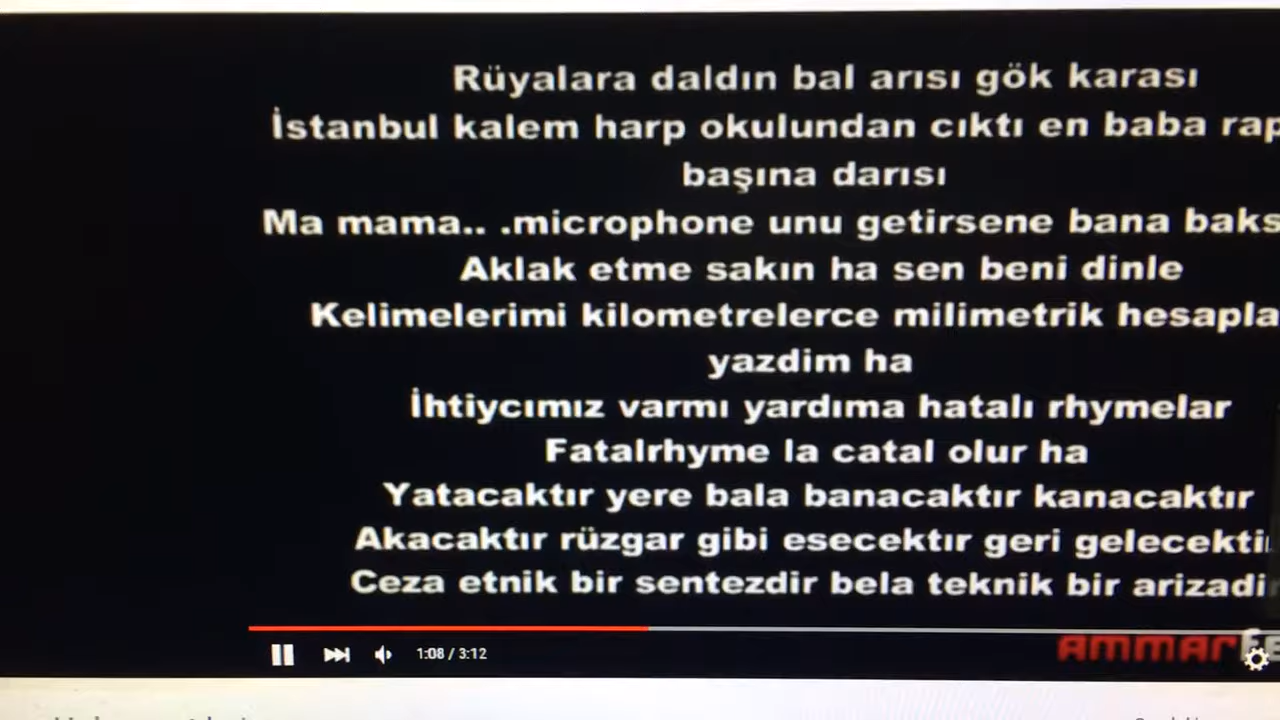 Rüyalara daldın bal arısı gök karası
İstanbul kalem harp okulundan cıktı en baba rap
başına darısı
Ma mama.. .microphone unu getirsene bana baks
Aklak etme sakın ha sen beni dinle
Kelimelerimi kilometrelerce milimetrik hesapla
yazdim ha
İhtiycımız varmı yardıma hatalı rhymelar
Fatalrhyme la catal olur ha
Yatacaktır yere bala banacaktır kanacaktır
Akacaktır rüzgar gibi esecektır geri gelecekti
Ceza etnik bir sentezdir bela teknik bir arizadi
1:08 / 3:12
AMMAR